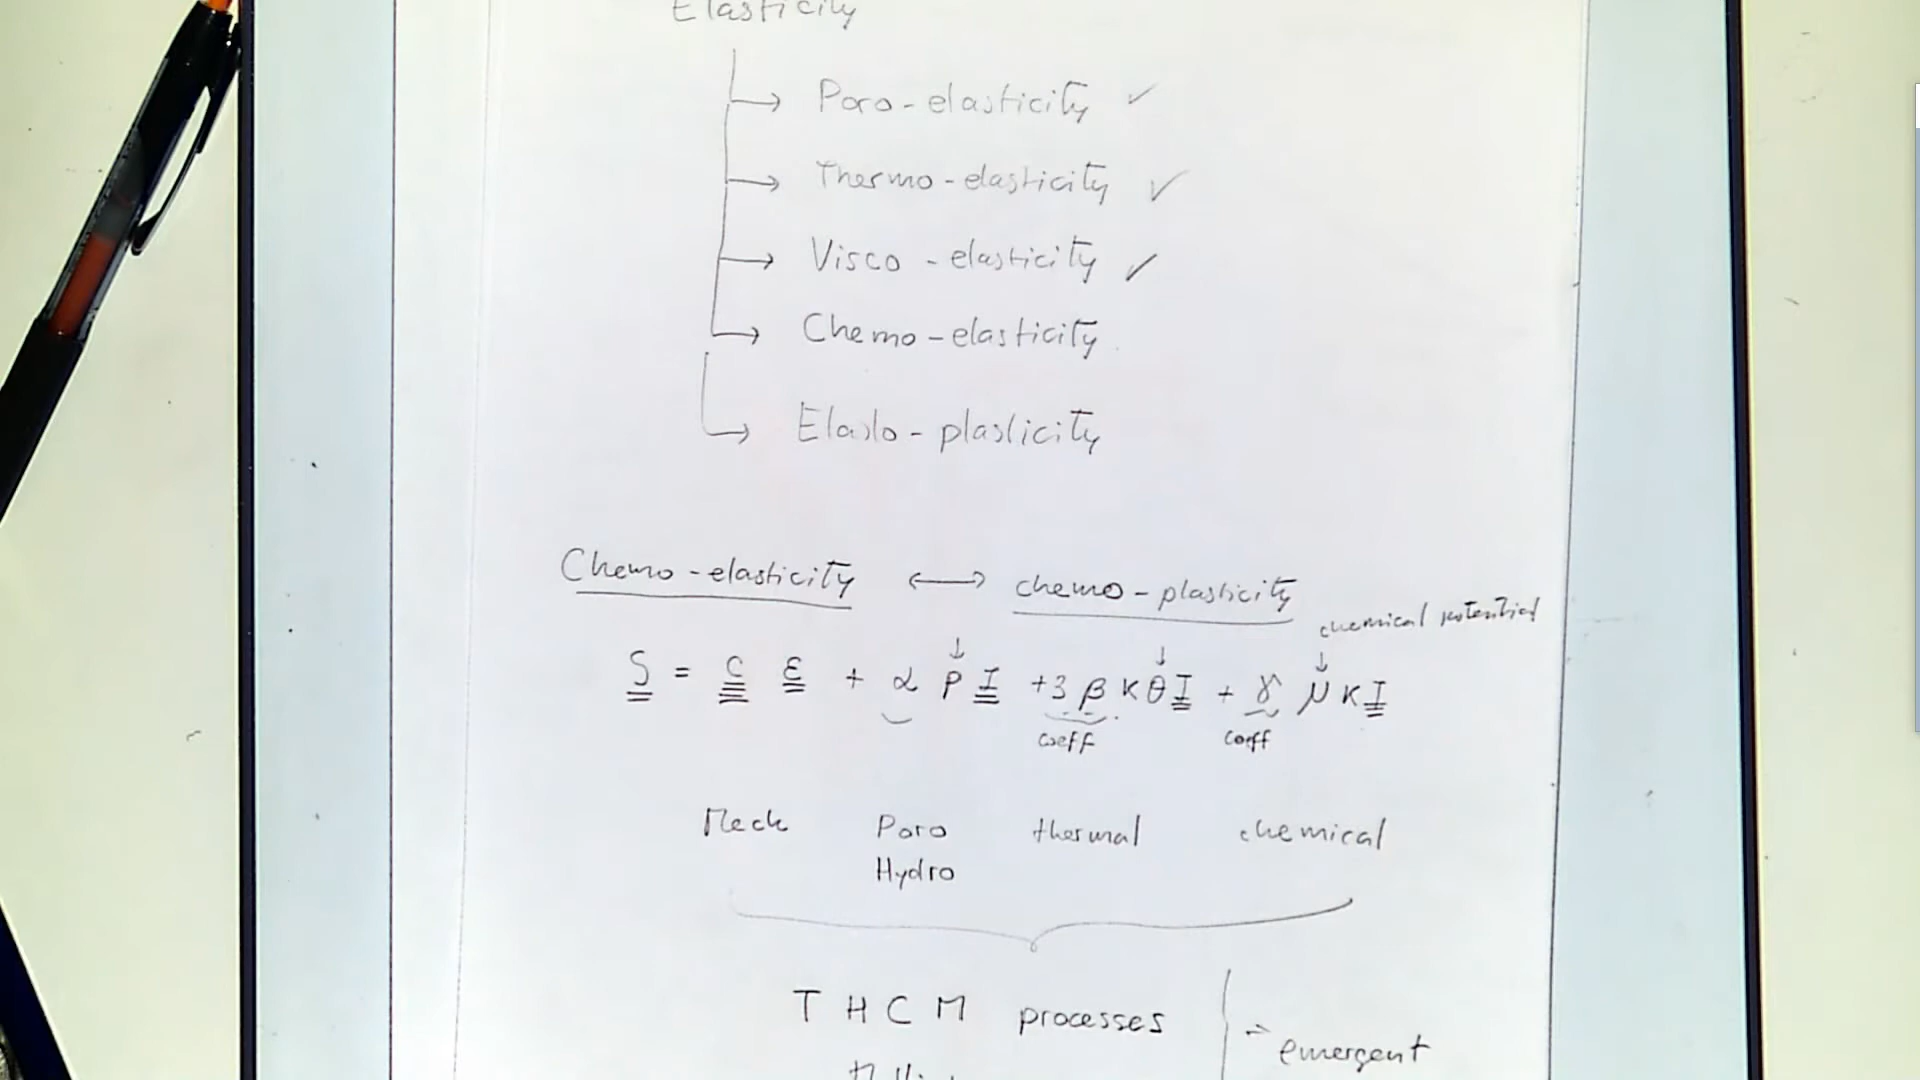 Elasticity
→ Poro-elasticity ✓
→ Thermo-elasticity ✓
→ Visco-elasticity ✓
→ Chemo-elasticity
→ Elasto-plasticity
Chemo-elasticity ⟷ chemo-plasticity
chemical potential
↓ ↓ ↓
S = C ε + α P I + 3 β K θ I + γ μ K I
coeff coeff
Mech Poro thermal chemical
Hydro
T H C M processes
→ emergent